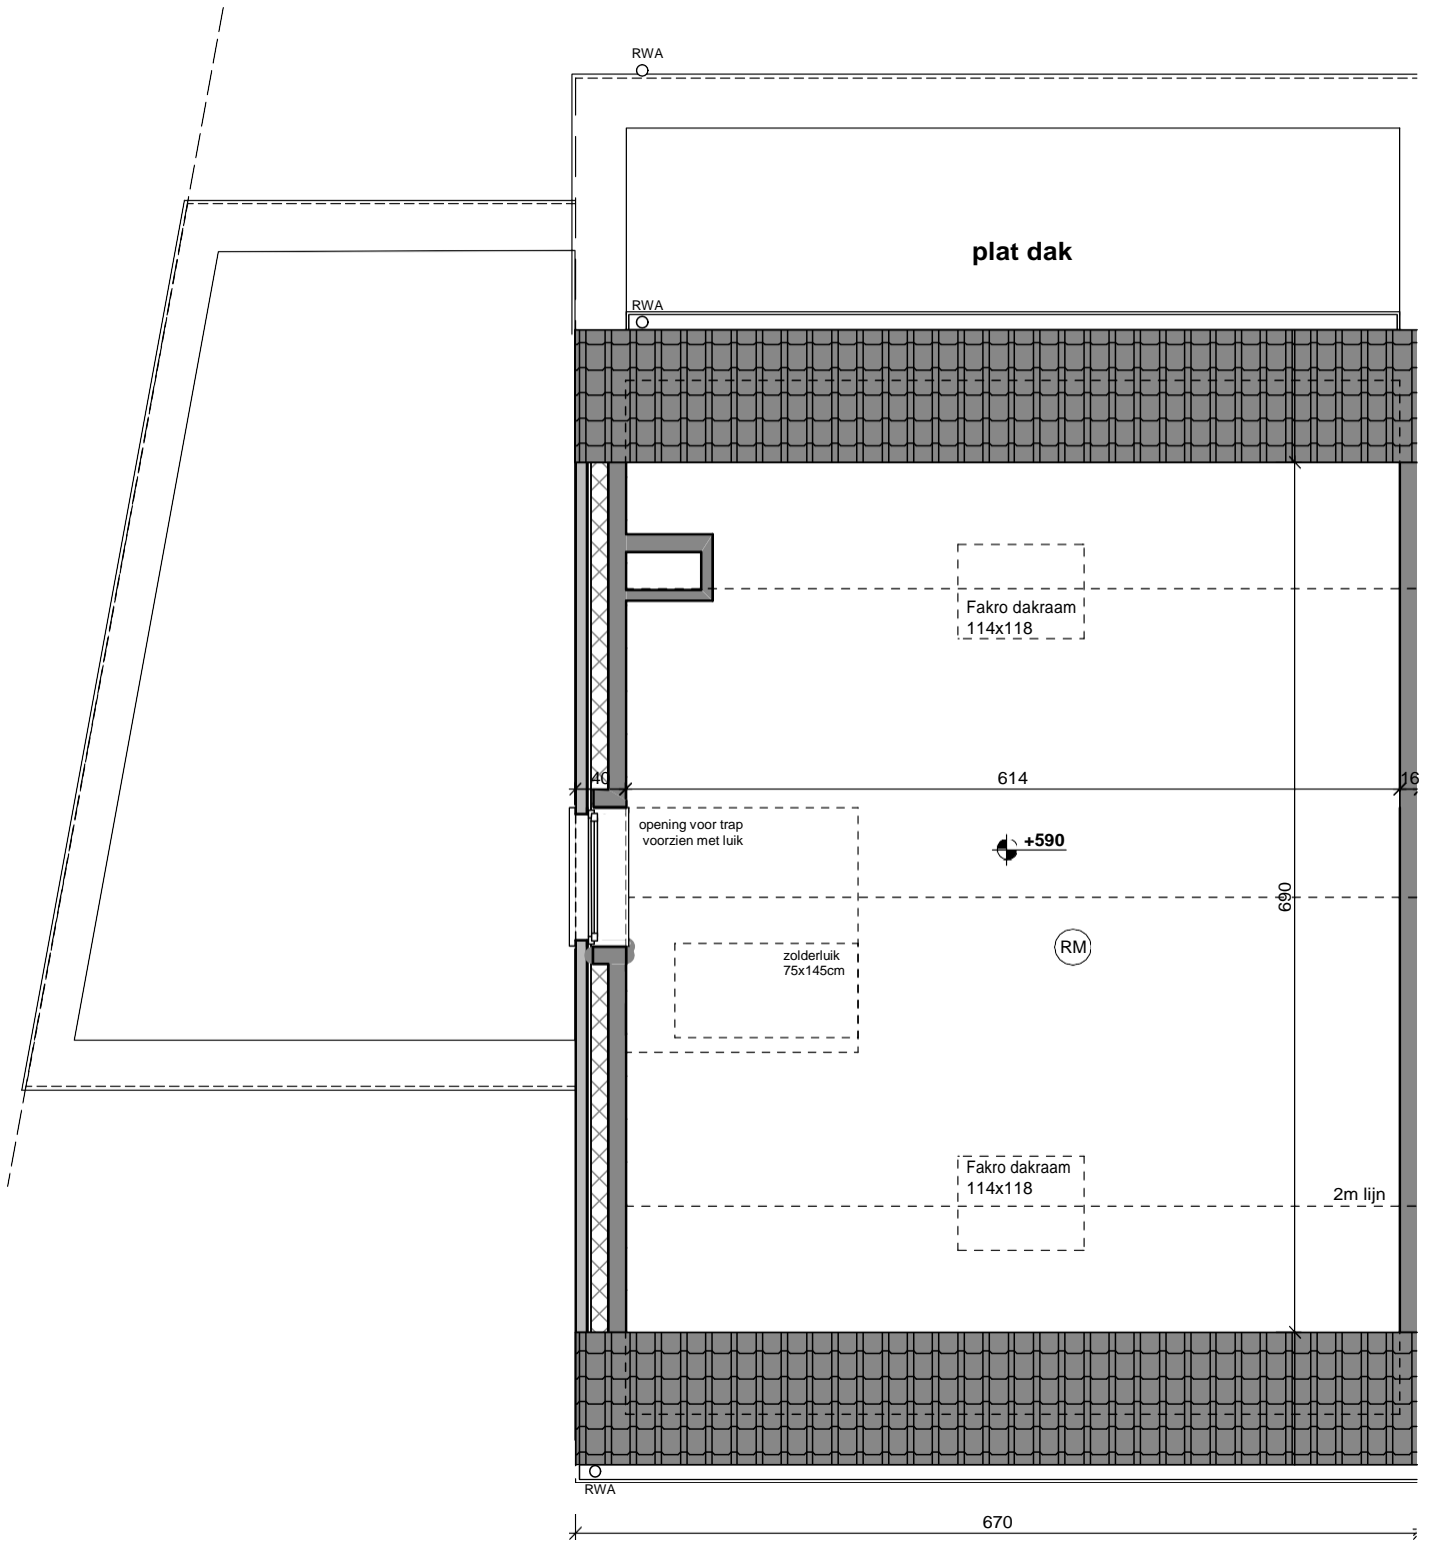 RWA
plat dak
RWA
Fakro dakraam
114x118
40
614
16
opening voor trap
voorzien met luik
+590
690
RM
zolderluik
75x145cm
Fakro dakraam
114x118
2m lijn
RWA
670